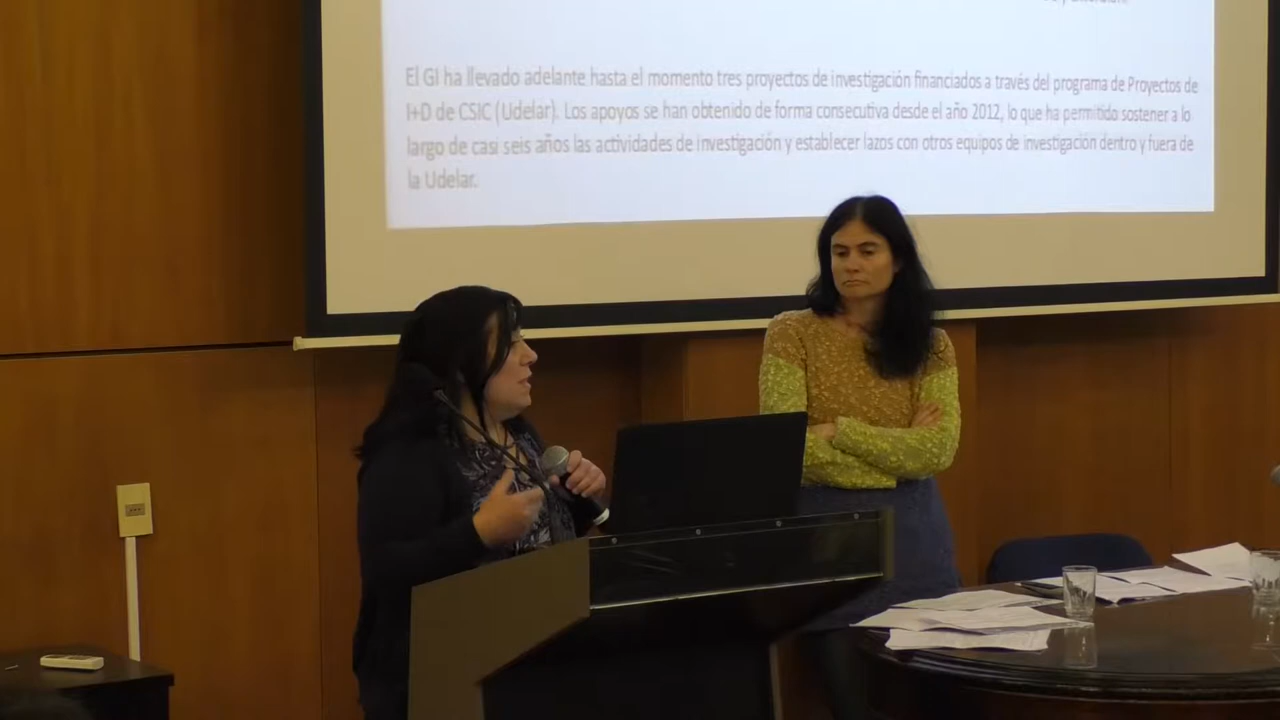 El GI ha llevado adelante hasta el momento tres proyectos de investigación financiados a través del programa de Proyectos de
I+D de CSIC (Udelar). Los apoyos se han obtenido de forma consecutiva desde el año 2012, lo que ha permitido sostener a lo
largo de casi seis años las actividades de investigación y establecer lazos con otros equipos de investigación dentro y fuera de
la Udelar.